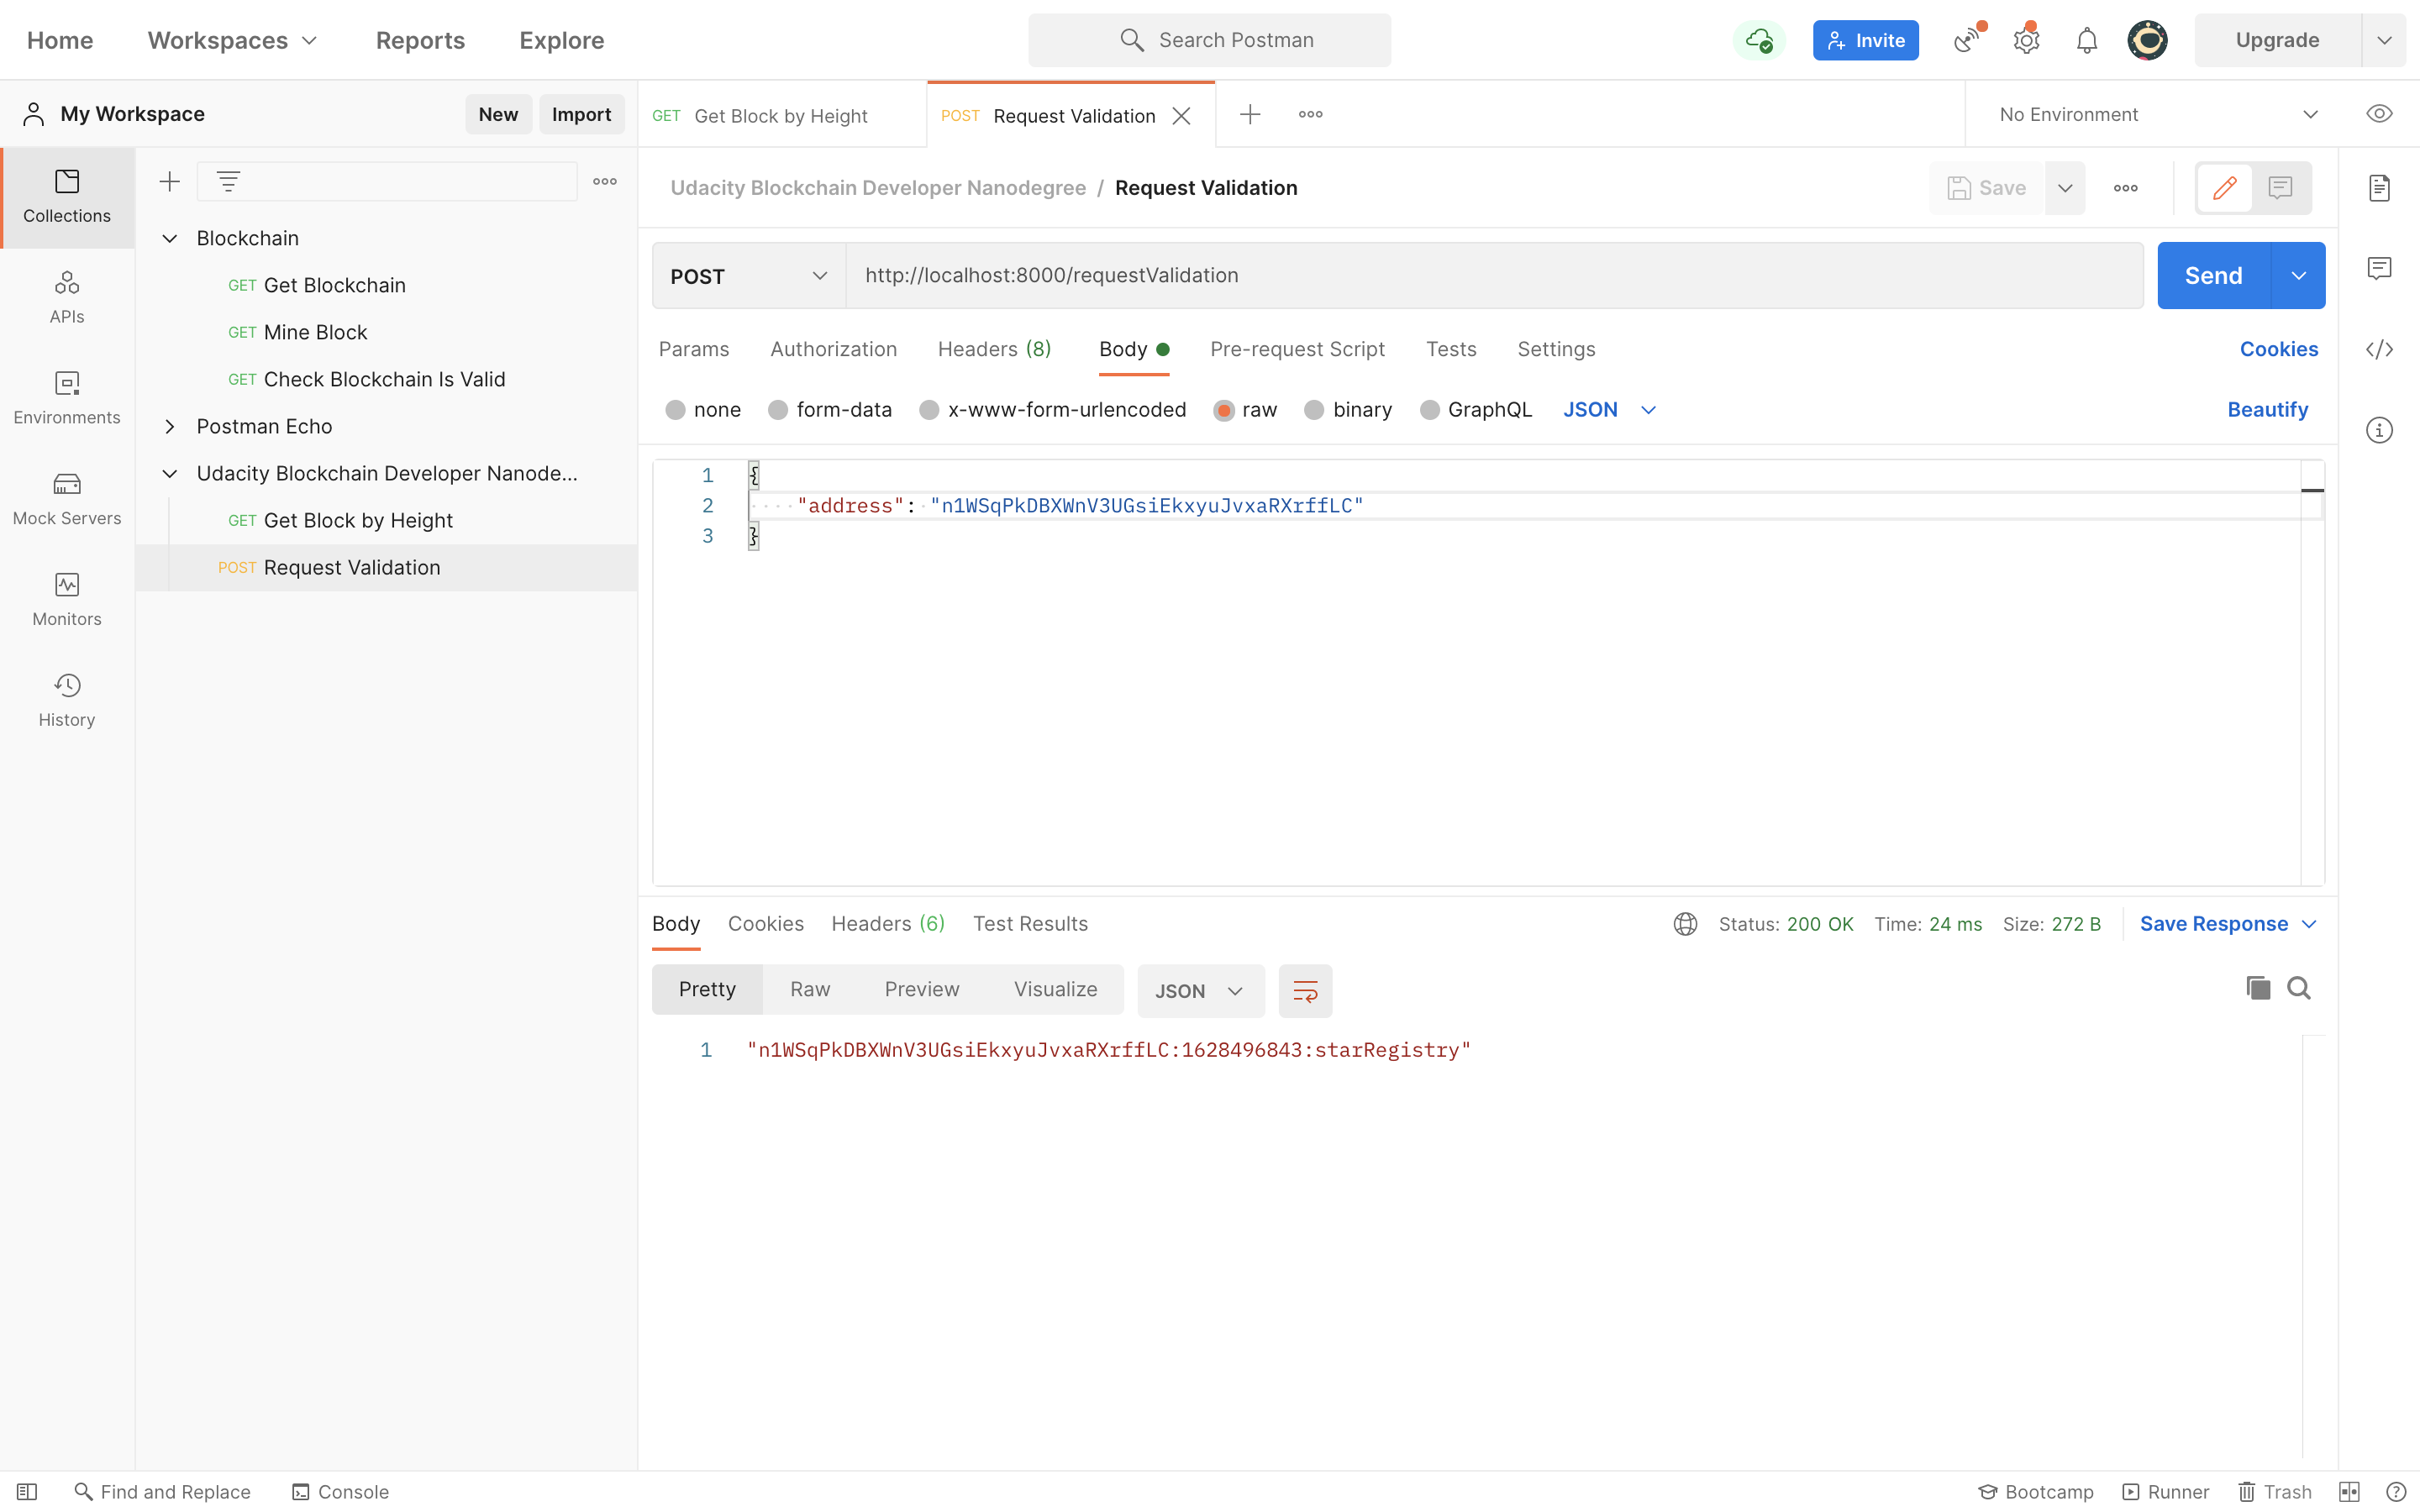 Home Workspaces Reports Explore Search Postman Invite Upgrade
My Workspace New Import
GET Get Block by Height POST Request Validation No Environment
Collections
APIs
Environments
Mock Servers
Monitors
History
Blockchain
GET Get Blockchain
GET Mine Block
GET Check Blockchain Is Valid
Postman Echo
Udacity Blockchain Developer Nanode...
GET Get Block by Height
POST Request Validation
Udacity Blockchain Developer Nanodegree / Request Validation Save
POST http://localhost:8000/requestValidation Send
Params Authorization Headers (8) Body Pre-request Script Tests Settings Cookies
none form-data x-www-form-urlencoded raw binary GraphQL JSON Beautify
1 {
2 "address": "n1WSqPkDBXWnV3UGsiEkxyuJvxaRXrffLC"
3 }
Body Cookies Headers (6) Test Results Status: 200 OK Time: 24 ms Size: 272 B Save Response
Pretty Raw Preview Visualize JSON
1 "n1WSqPkDBXWnV3UGsiEkxyuJvxaRXrffLC:1628496843:starRegistry"
Find and Replace Console Bootcamp Runner Trash